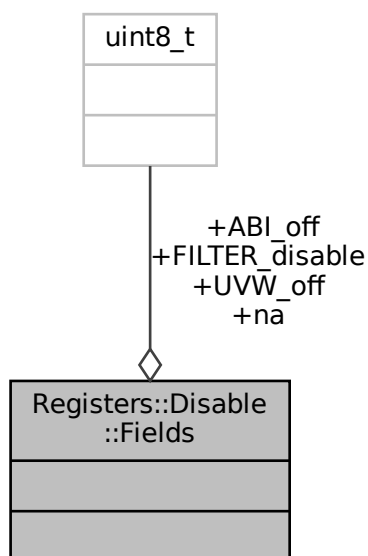 uint8_t
+ABI_off
+FILTER_disable
+UVW_off
+na
Registers::Disable
::Fields